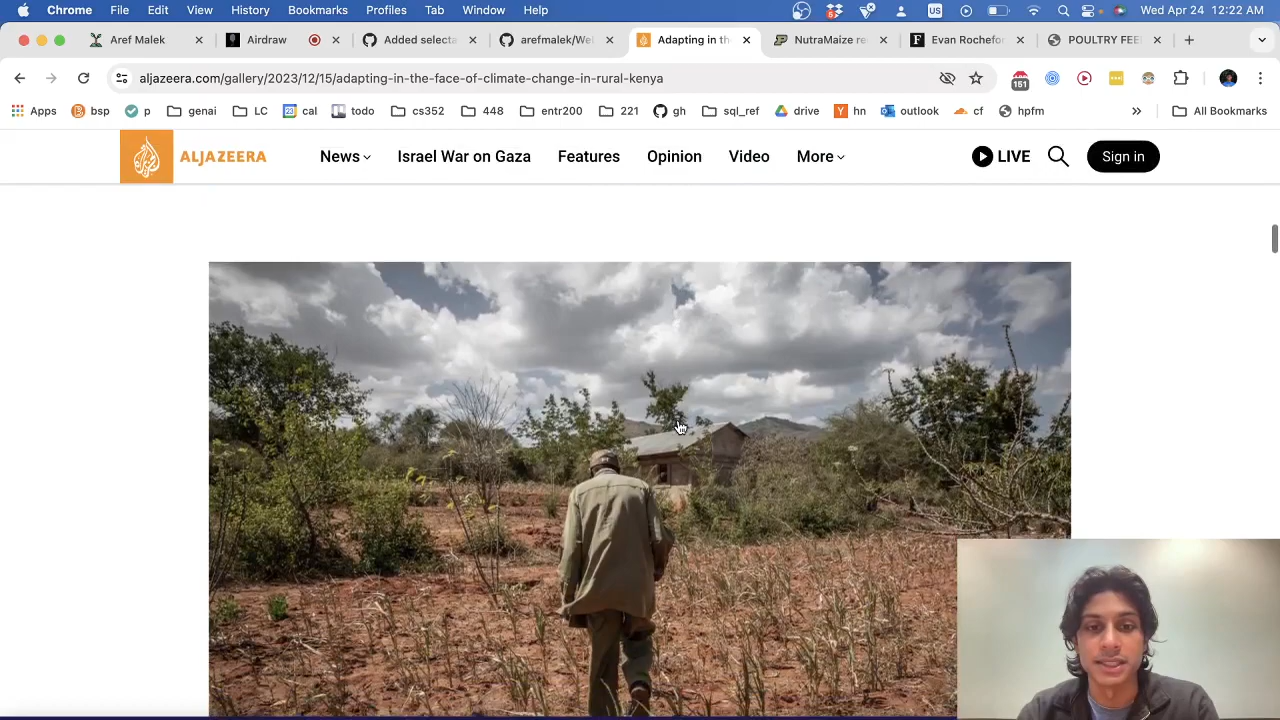 Chrome File Edit View History Bookmarks Profiles Tab Window Help US Wed Apr 24 12:22 AM
Aref Malek Airdraw Added selecta arefmalek/We Adapting in th NutraMaize re Evan Rochefor POULTRY FEE
aljazeera.com/gallery/2023/12/15/adapting-in-the-face-of-climate-change-in-rural-kenya 151
Apps bsp p genai LC cal todo cs352 448 entr200 221 gh sql_ref drive hn outlook cf hpfm » All Bookmarks
ALJAZEERA News Israel War on Gaza Features Opinion Video More LIVE Sign in